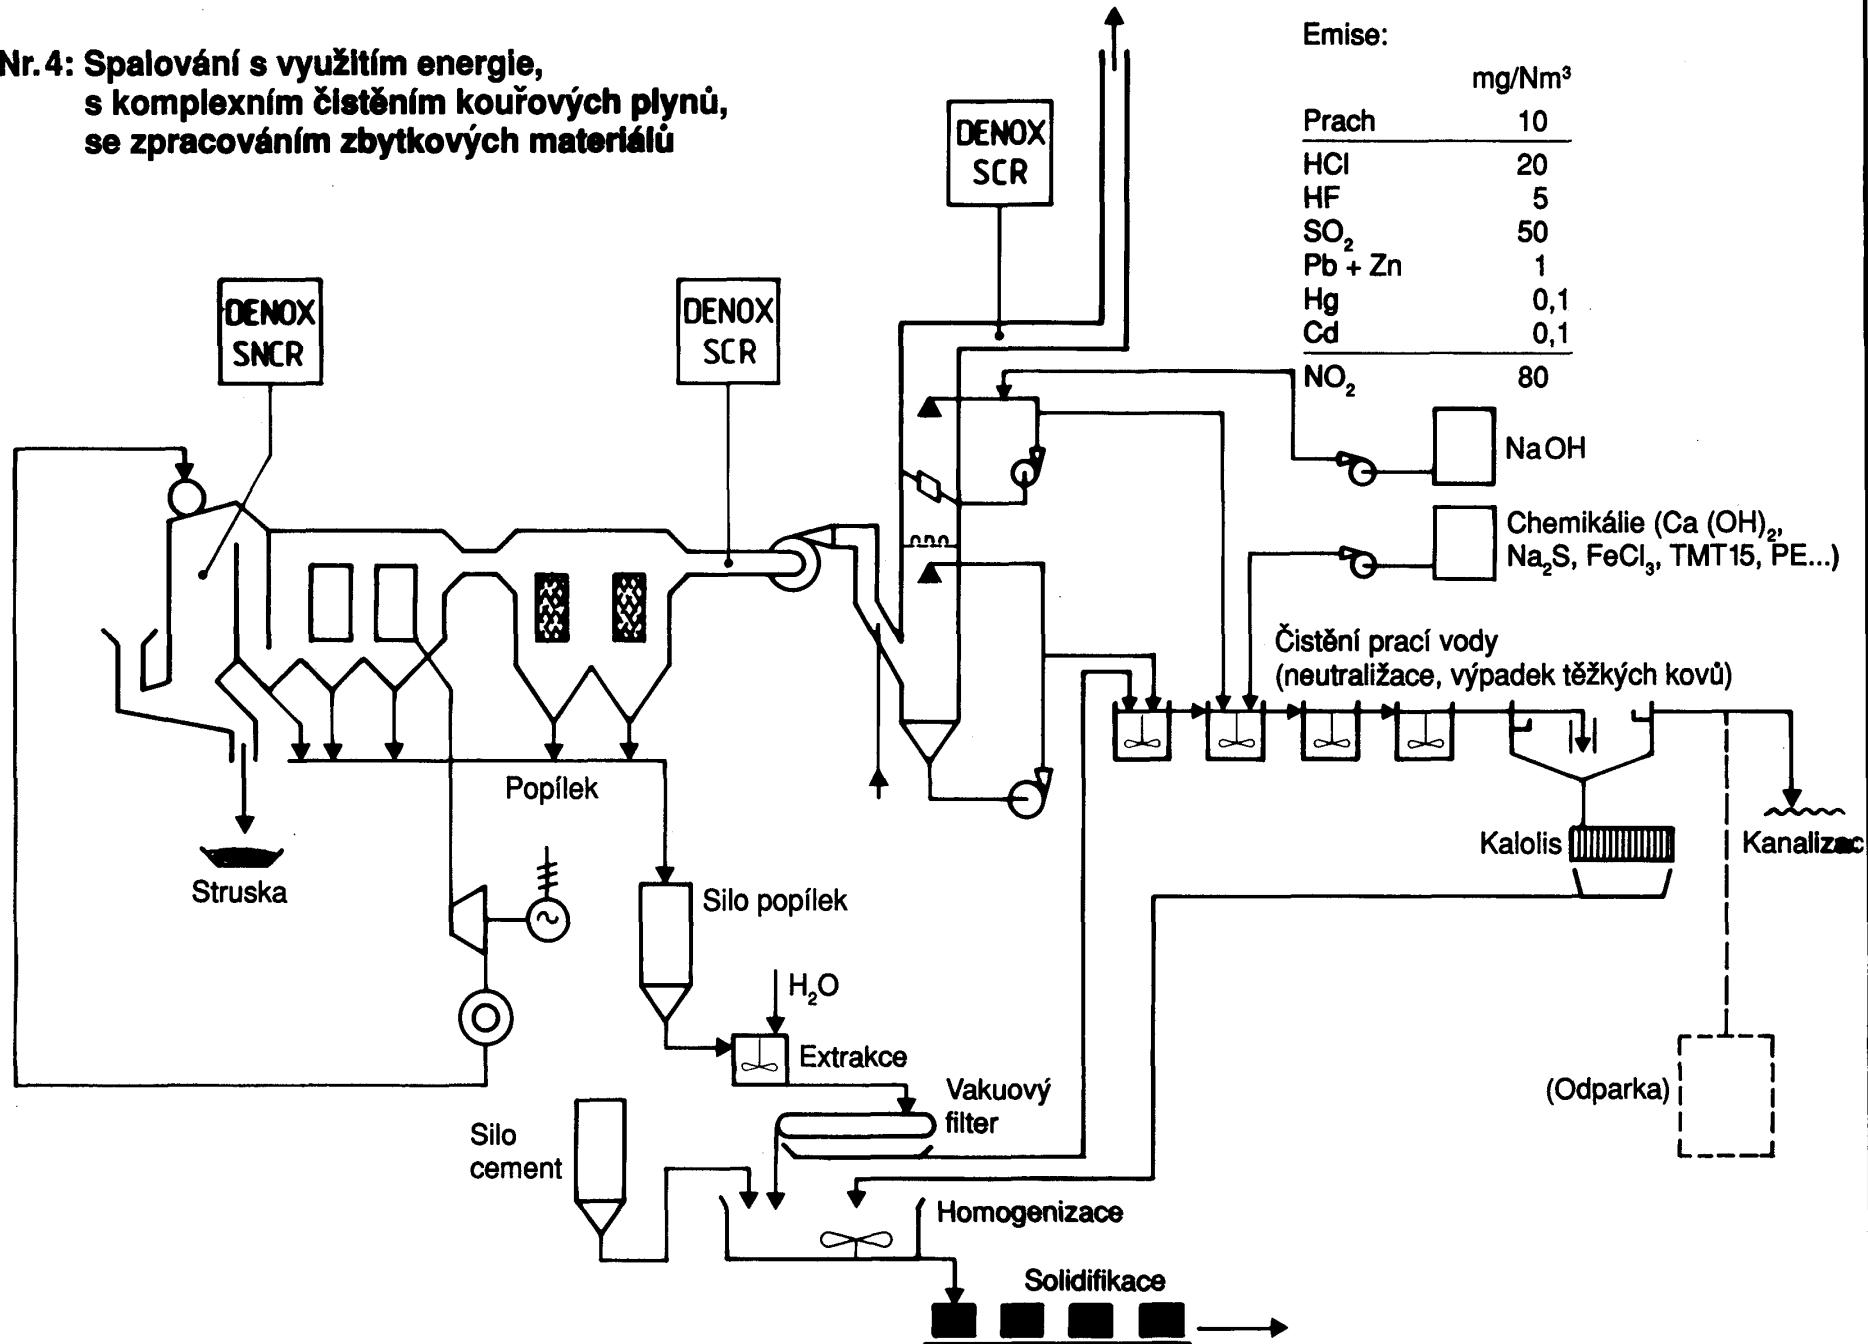 Nr. 4: Spalování s využitím energie,
s komplexním čistěním kouřových plynů,
se zpracováním zbytkových materiálů
Emise:
mg/Nm³
Prach 10
HCl 20
HF 5
SO₂ 50
Pb + Zn 1
Hg 0,1
Cd 0,1
NO₂ 80
DENOX
SCR
DENOX
SNCR
DENOX
SCR
NaOH
Chemikálie (Ca (OH)₂,
Na₂S, FeCl₃, TMT15, PE...)
Čistění prací vody
(neutraližace, výpadek těžkých kovů)
Popílek
Struska
Kalolis
Kanalizac
Silo popílek
H₂O
Extrakce
Vakuový
filter
(Odparka)
Silo
cement
Homogenizace
Solidifikace